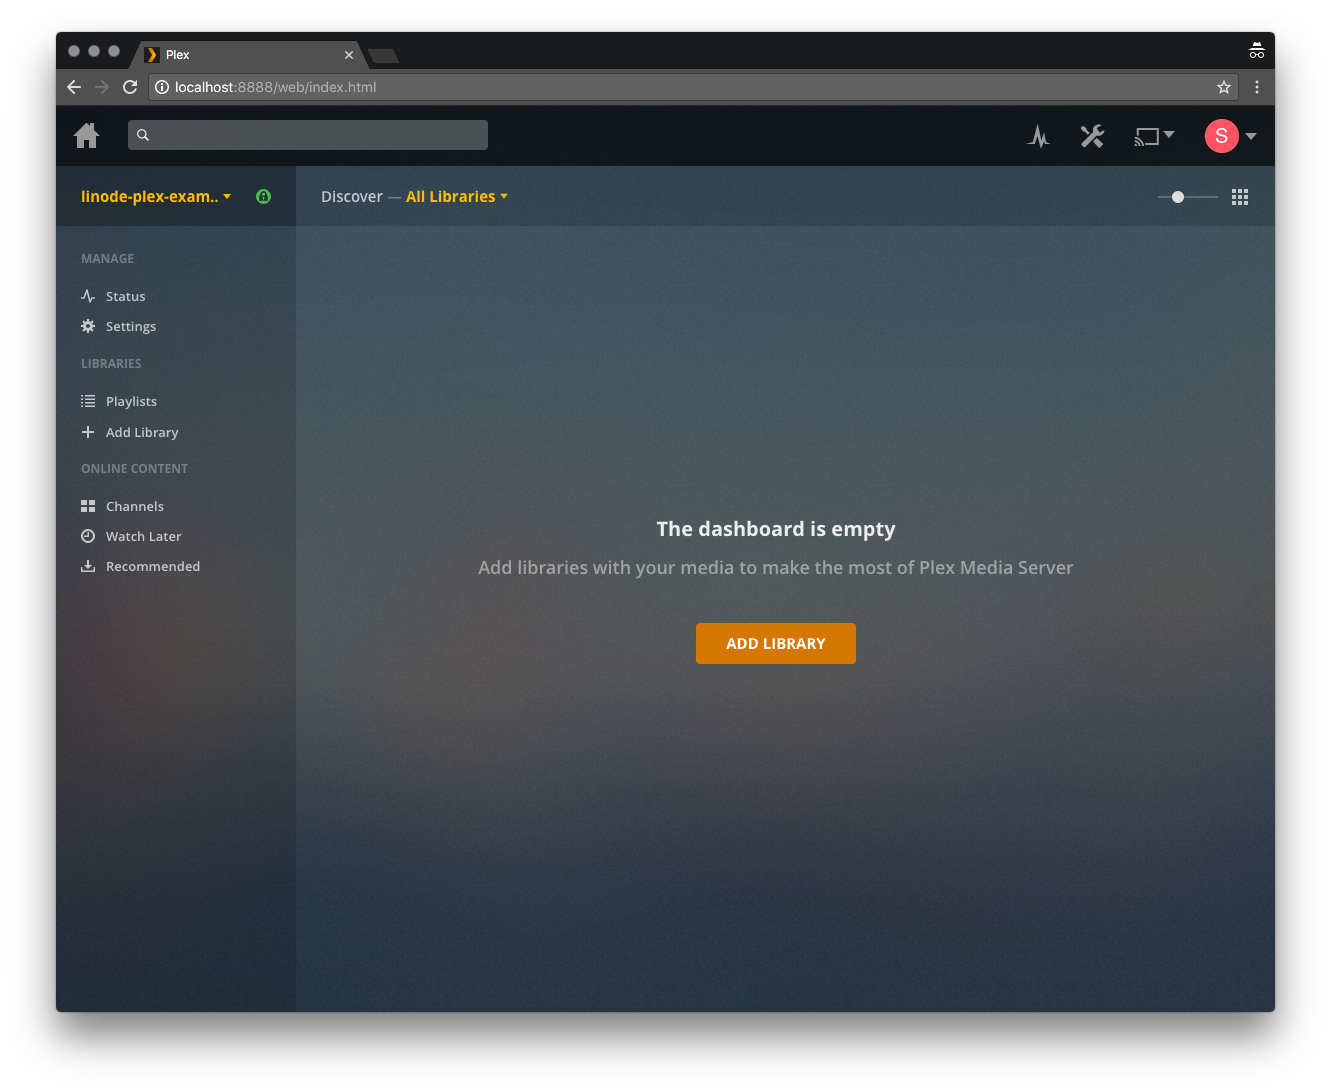 Plex
localhost:8888/web/index.html
S
linode-plex-exam..
Discover — All Libraries
MANAGE
Status
Settings
LIBRARIES
Playlists
Add Library
ONLINE CONTENT
Channels
Watch Later
Recommended
The dashboard is empty
Add libraries with your media to make the most of Plex Media Server
ADD LIBRARY